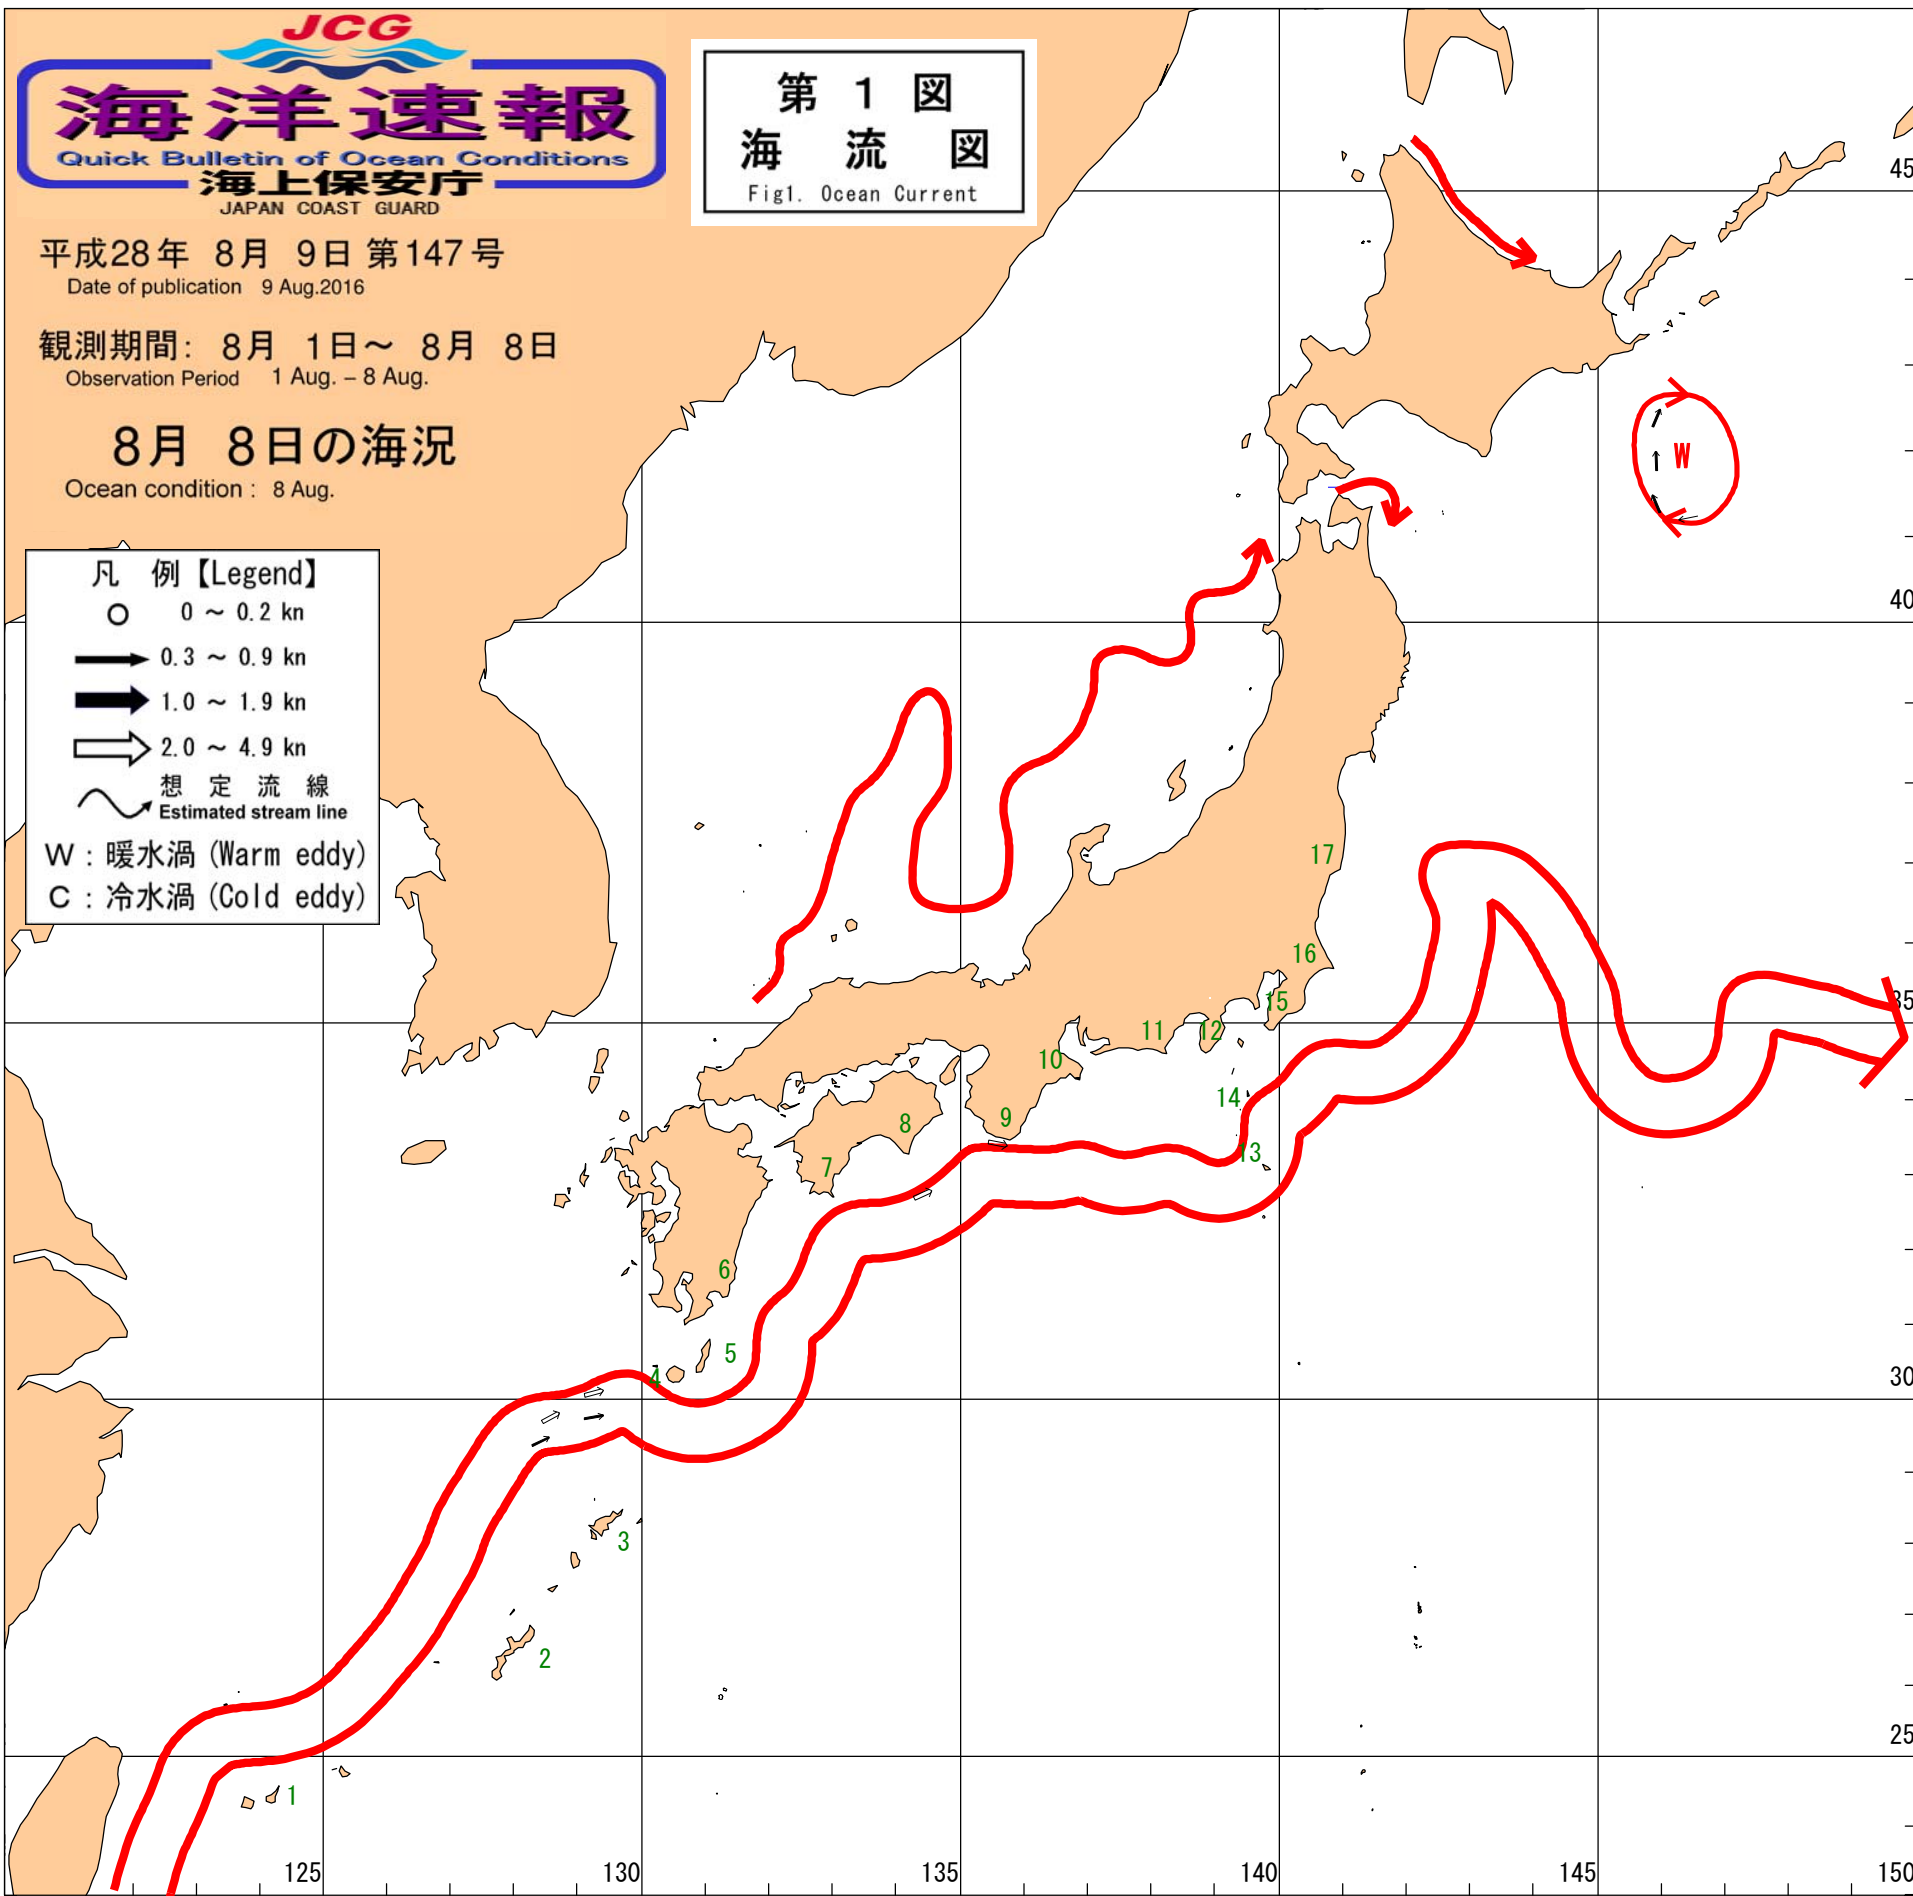 JCG
海洋速報
Quick Bulletin of Ocean Conditions
海上保安庁
JAPAN COAST GUARD
第 1 図
海 流 図
Fig1. Ocean Current
平成28年 8月 9日 第147号
Date of publication 9 Aug.2016
観測期間: 8月 1日～ 8月 8日
Observation Period 1 Aug. – 8 Aug.
8月 8日の海況
Ocean condition : 8 Aug.
凡 例【Legend】
0 ～ 0.2 kn
0.3 ～ 0.9 kn
1.0 ～ 1.9 kn
2.0 ～ 4.9 kn
想 定 流 線
Estimated stream line
W : 暖水渦 (Warm eddy)
C : 冷水渦 (Cold eddy)
45
W
40
17
16
35
15
12
11
10
14
9
8
13
7
6
5
4
30
3
2
25
1
125
130
135
140
145
150